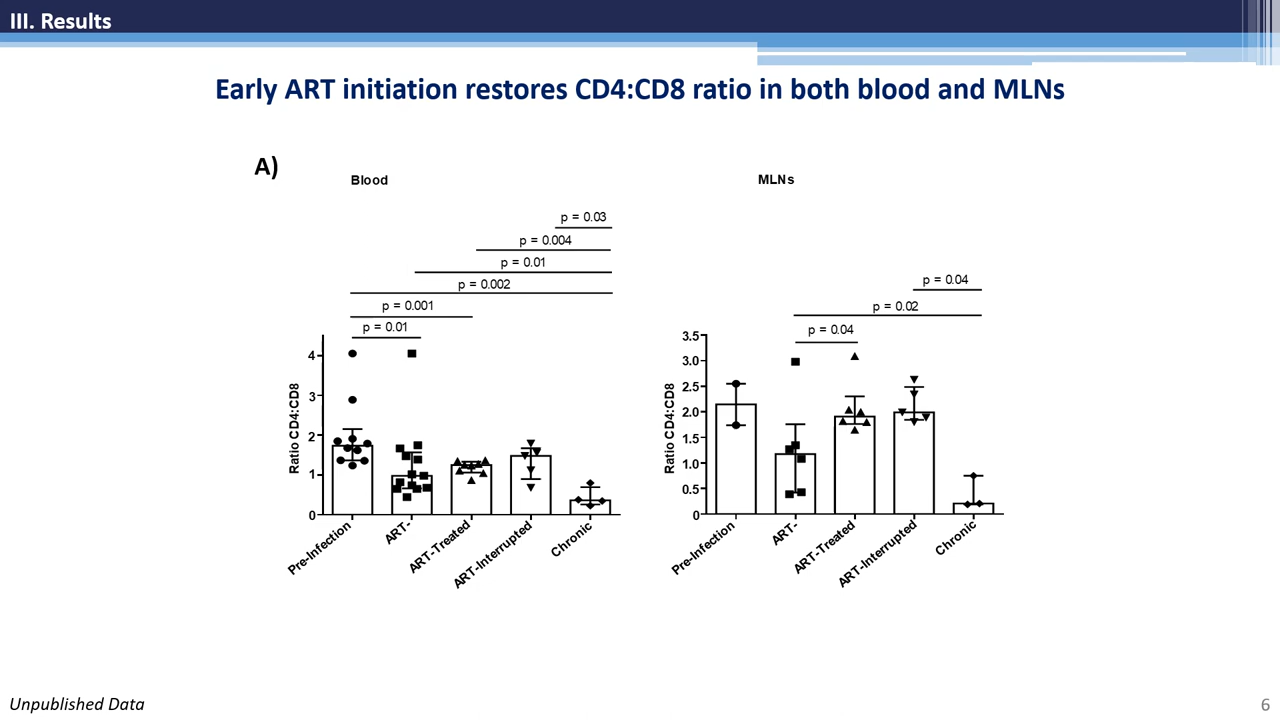 III. Results
Early ART initiation restores CD4:CD8 ratio in both blood and MLNs
A)
Blood
p = 0.03
p = 0.004
p = 0.01
p = 0.002
p = 0.001
p = 0.01
Ratio CD4:CD8
4
3
2
1
0
Pre-Infection
ART-
ART-Treated
ART-Interrupted
Chronic
MLNs
p = 0.04
p = 0.02
p = 0.04
Ratio CD4:CD8
3.5
3.0
2.5
2.0
1.5
1.0
0.5
0
Pre-Infection
ART-
ART-Treated
ART-Interrupted
Chronic
Unpublished Data
6